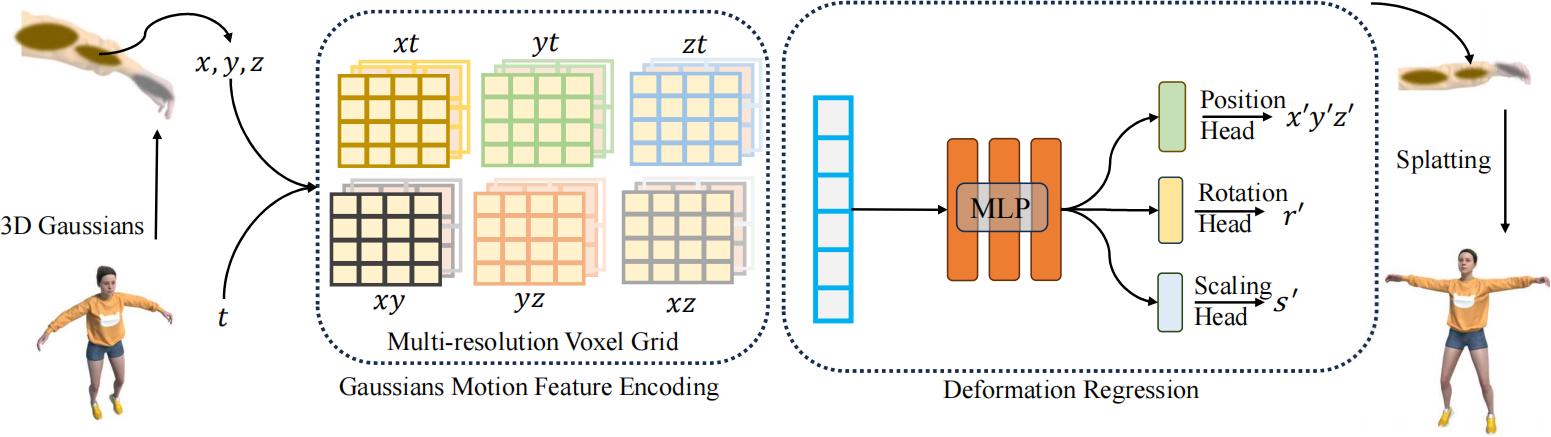 x, y, z
3D Gaussians
t
xt
yt
zt
xy
yz
xz
Multi-resolution Voxel Grid
Gaussians Motion Feature Encoding
MLP
Position
Head
x′y′z′
Rotation
Head
r′
Scaling
Head
s′
Deformation Regression
Splatting